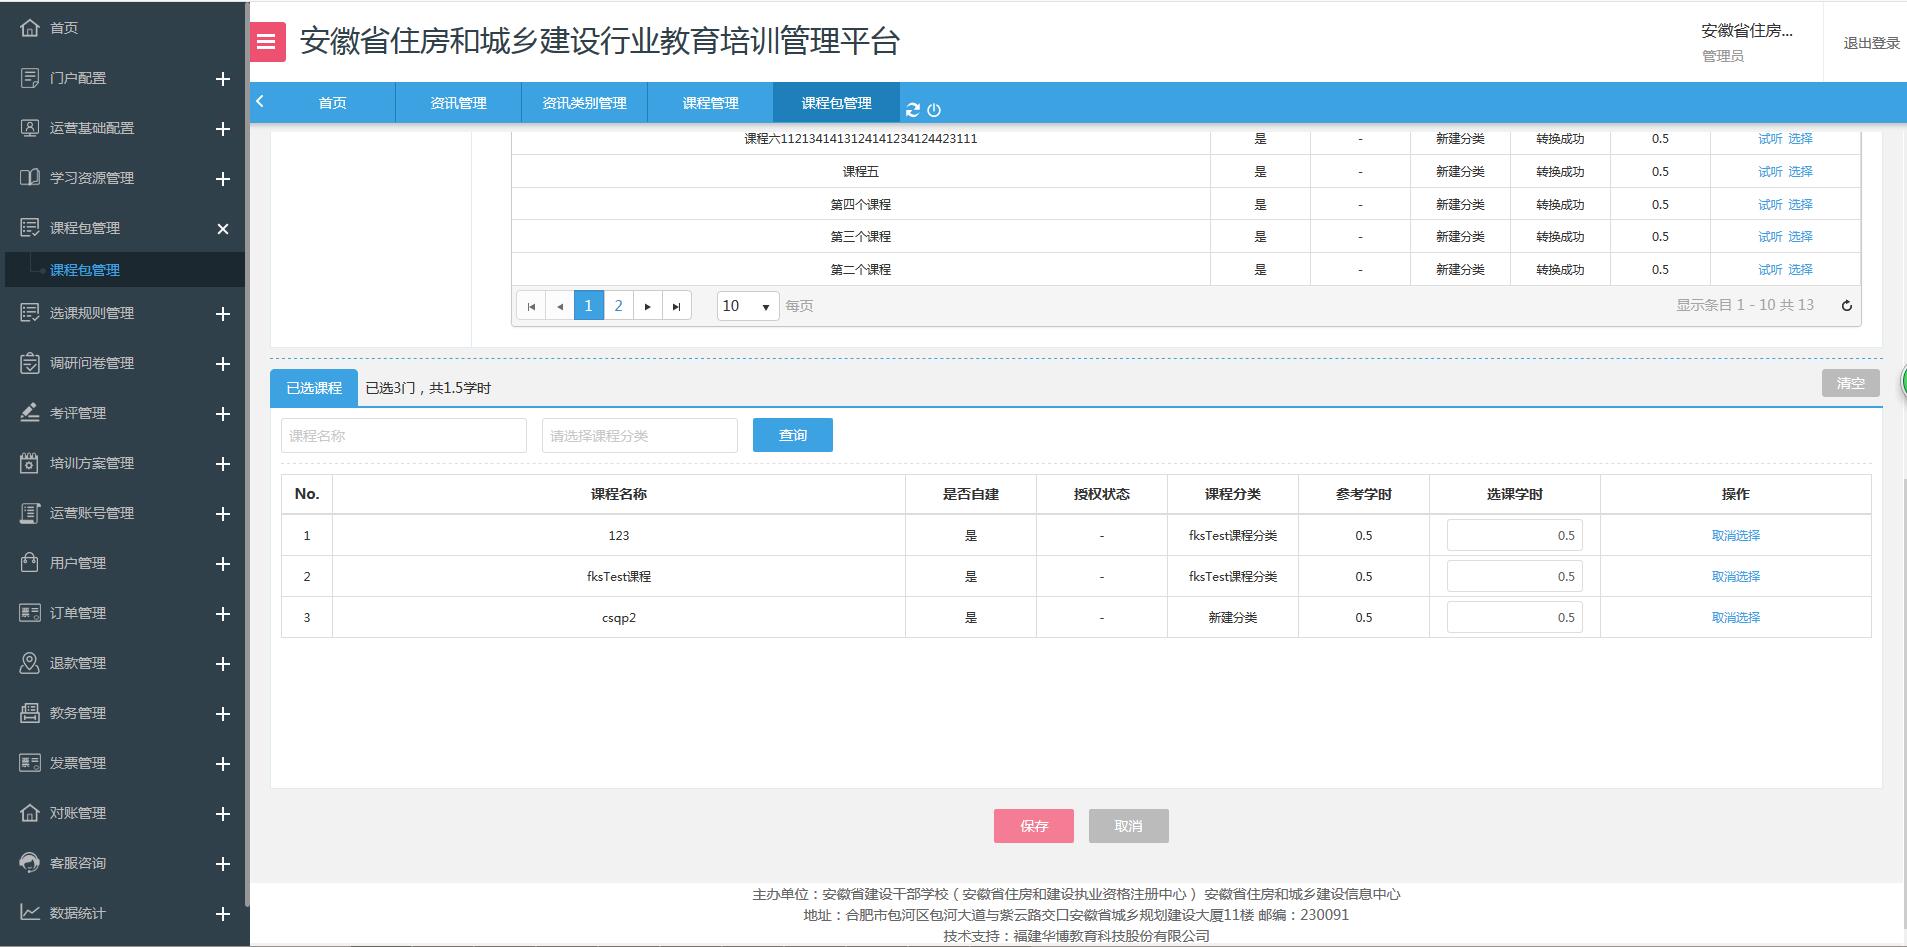 首页
门户配置
运营基础配置
学习资源管理
课程包管理
课程包管理
选课规则管理
调研问卷管理
考评管理
培训方案管理
运营账号管理
用户管理
订单管理
退款管理
教务管理
发票管理
对账管理
客服咨询
数据统计
安徽省住房和城乡建设行业教育培训管理平台
安徽省住房...
管理员
退出登录
首页 资讯管理 资讯类别管理 课程管理 课程包管理
课程六1121341413124141234124423111 是 - 新建分类 转换成功 0.5 试听 选择
课程五 是 - 新建分类 转换成功 0.5 试听 选择
第四个课程 是 - 新建分类 转换成功 0.5 试听 选择
第三个课程 是 - 新建分类 转换成功 0.5 试听 选择
第二个课程 是 - 新建分类 转换成功 0.5 试听 选择
1 2 10 每页 显示条目 1 - 10 共 13
已选课程 已选3门，共1.5学时 清空
课程名称 请选择课程分类 查询
No. 课程名称 是否自建 授权状态 课程分类 参考学时 选课学时 操作
1 123 是 - fksTest课程分类 0.5 0.5 取消选择
2 fksTest课程 是 - fksTest课程分类 0.5 0.5 取消选择
3 csqp2 是 - 新建分类 0.5 0.5 取消选择
保存 取消
主办单位：安徽省建设干部学校（安徽省住房和建设执业资格注册中心） 安徽省住房和城乡建设信息中心
地址：合肥市包河区包河大道与紫云路交口安徽省城乡规划建设大厦11楼 邮编：230091
技术支持：福建华博教育科技股份有限公司